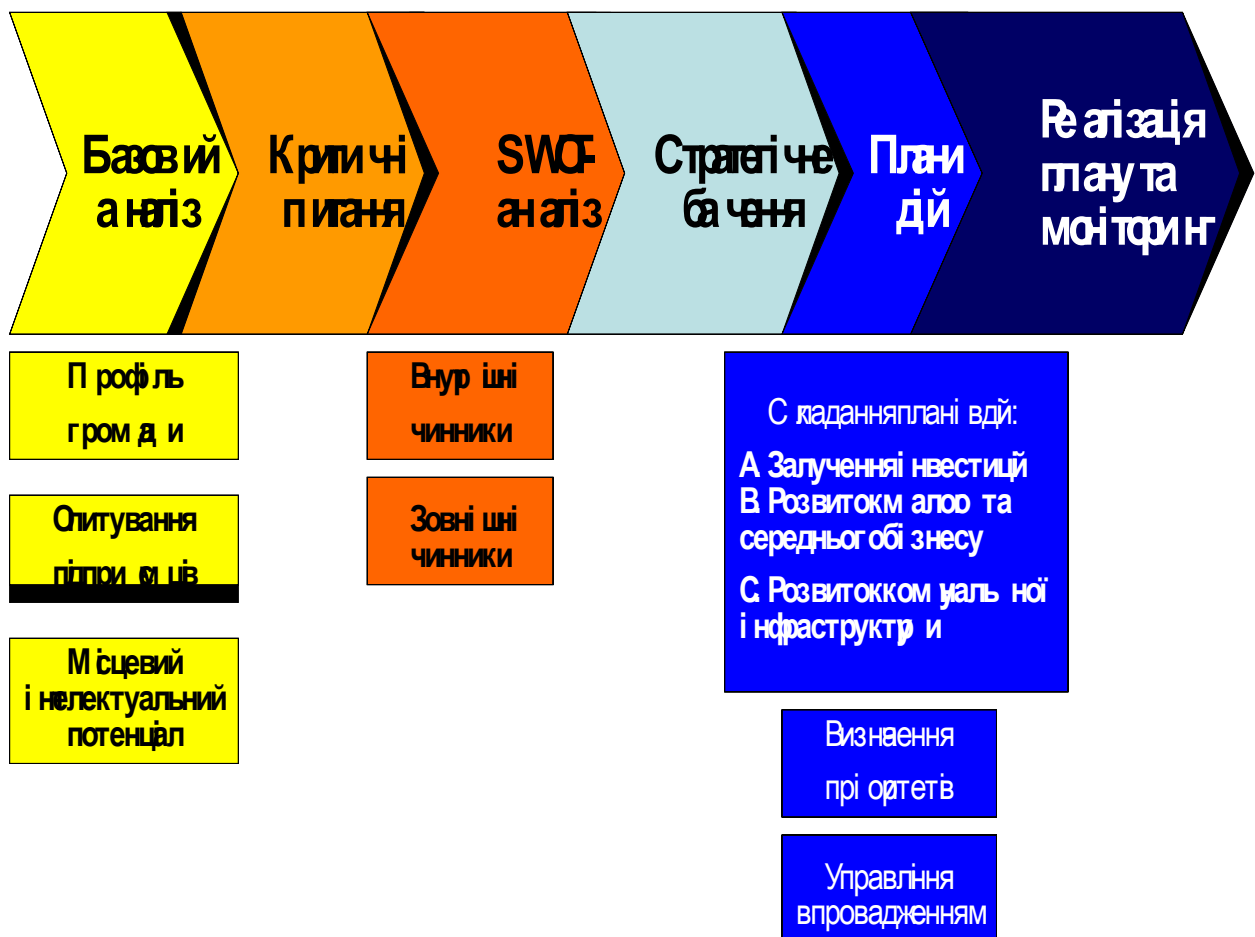 Базовий
аналіз
Критичні
питання
SWOT-
аналіз
Стратегічне
бачення
Плани
дій
Реалізація
плану та
моніторинг
Профіль
громади
Опитування
підприємців
Місцевий
інтелектуальний
потенціал
Внутрішні
чинники
Зовнішні
чинники
Складання планів дій:
A. Залучення інвестицій
B. Розвиток малого та
середнього бізнесу
C. Розвиток комунальної
інфраструктури
Визначення
пріоритетів
Управління
впровадженням